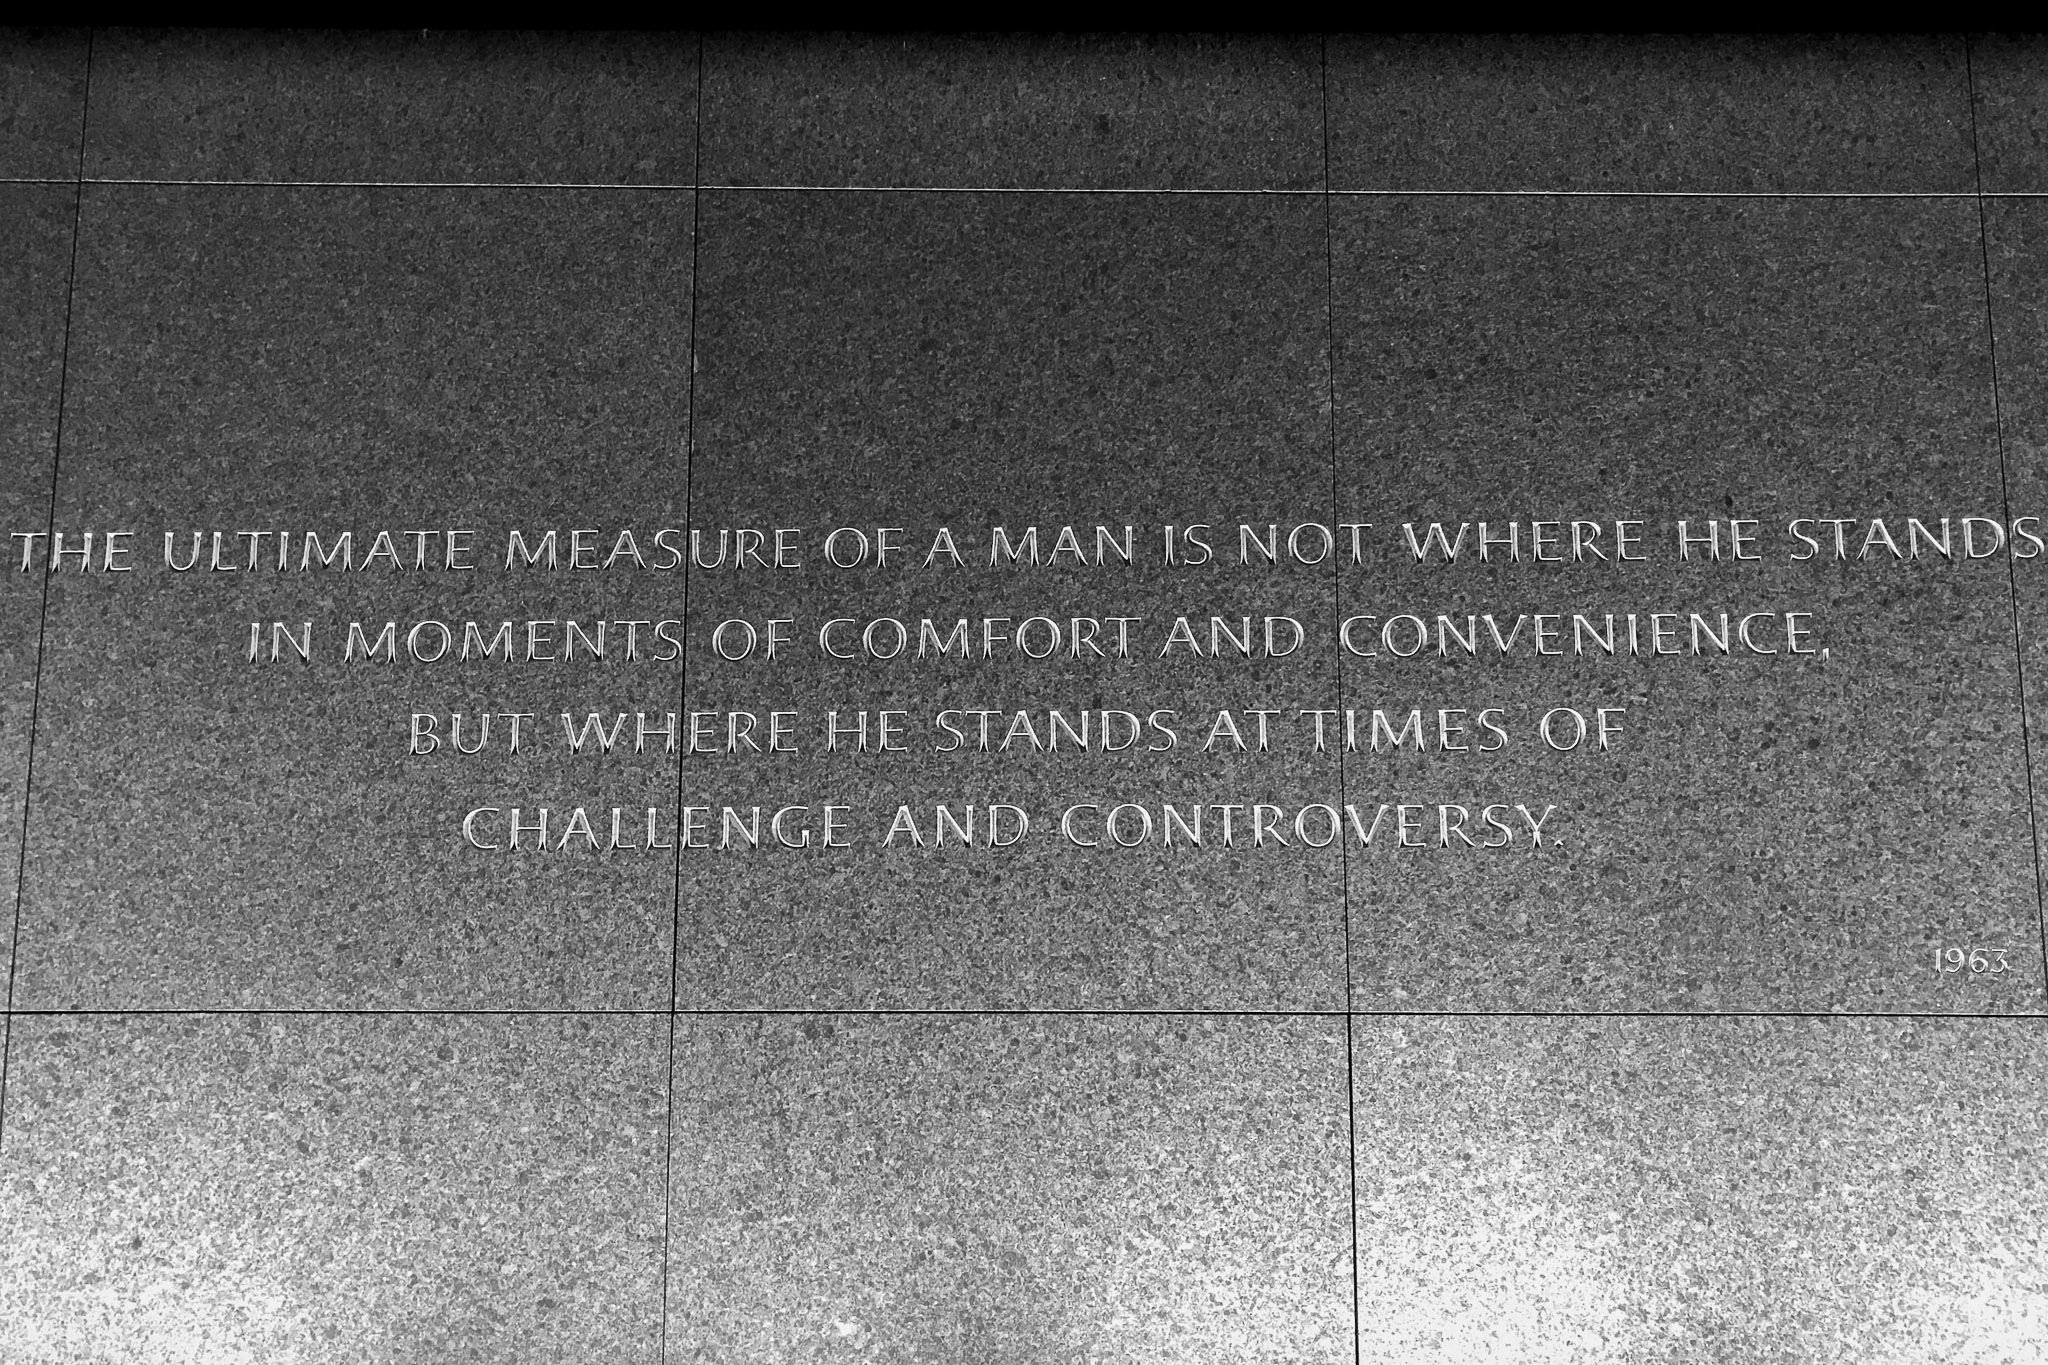 THE ULTIMATE MEASURE OF A MAN IS NOT WHERE HE STANDS
IN MOMENTS OF COMFORT AND CONVENIENCE,
BUT WHERE HE STANDS AT TIMES OF
CHALLENGE AND CONTROVERSY.
1963